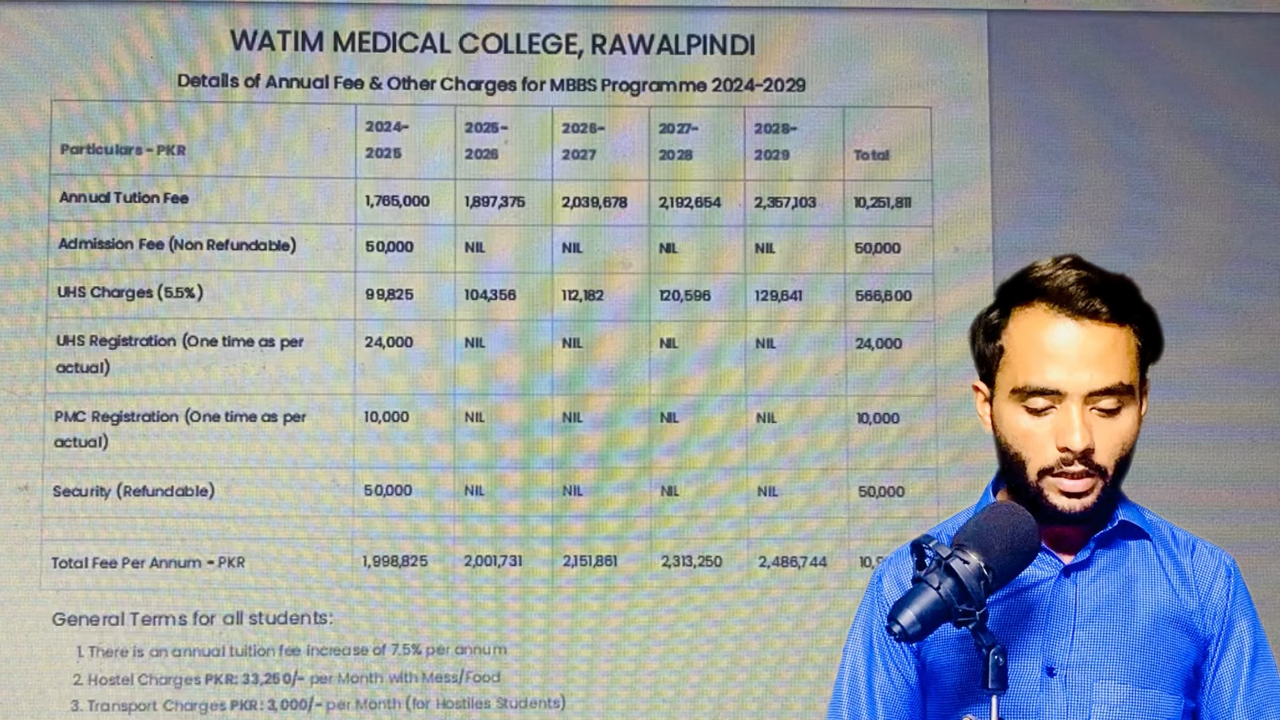 WATIM MEDICAL COLLEGE, RAWALPINDI
Details of Annual Fee & Other Charges for MBBS Programme 2024-2029
Particulars - PKR 2024-2025 2025-2026 2026-2027 2027-2028 2028-2029 Total
Annual Tution Fee 1,765,000 1,897,375 2,039,678 2,192,654 2,357,103 10,251,811
Admission Fee (Non Refundable) 50,000 NIL NIL NIL NIL 50,000
UHS Charges (5.5%) 99,825 104,356 112,182 120,596 129,641 566,600
UHS Registration (One time as per actual) 24,000 NIL NIL NIL NIL 24,000
PMC Registration (One time as per actual) 10,000 NIL NIL NIL NIL 10,000
Security (Refundable) 50,000 NIL NIL NIL NIL 50,000
Total Fee Per Annum - PKR 1,998,825 2,001,731 2,151,861 2,313,250 2,486,744
General Terms for all students:
1. There is an annual tuition fee increase of 7.5% per annum
2. Hostel Charges PKR: 33,250/- per Month with Mess/Food
3. Transport Charges PKR: 3,000/- per Month (for Hostiles Students)